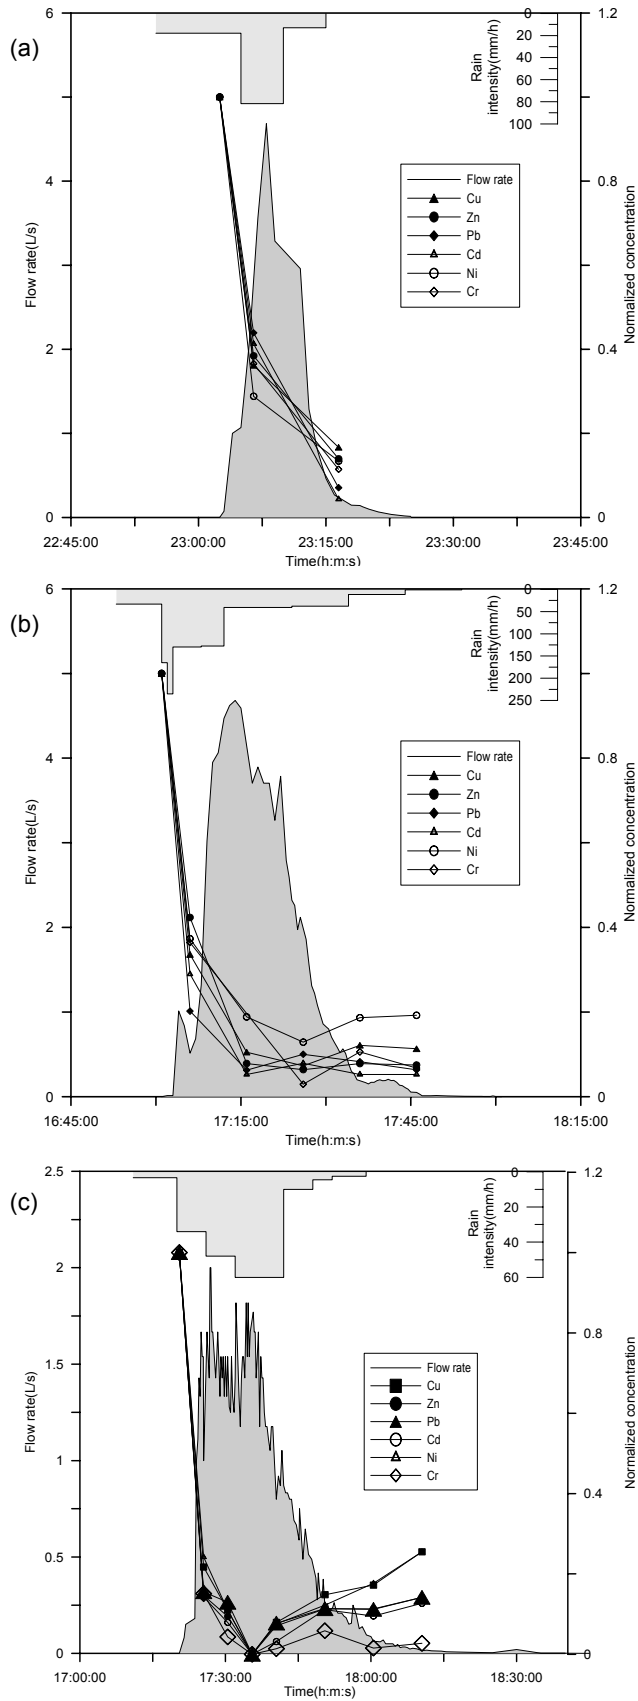 (a)
6
4
2
0
Flow rate(L/s)
0
20
40
60
80
100
Rain
intensity(mm/h)
1.2
0.8
0.4
0
Normalized concentration
Flow rate
Cu
Zn
Pb
Cd
Ni
Cr
22:45:00 23:00:00 23:15:00 23:30:00 23:45:00
Time(h:m:s)
(b)
6
4
2
0
Flow rate(L/s)
0
50
100
150
200
250
Rain
intensity(mm/h)
1.2
0.8
0.4
0
Normalized concentration
Flow rate
Cu
Zn
Pb
Cd
Ni
Cr
16:45:00 17:15:00 17:45:00 18:15:00
Time(h:m:s)
(c)
2.5
2
1.5
1
0.5
0
Flow rate(L/s)
0
20
40
60
Rain
intensity(mm/h)
1.2
0.8
0.4
0
Normalized concentration
Flow rate
Cu
Zn
Pb
Cd
Ni
Cr
17:00:00 17:30:00 18:00:00 18:30:00
Time(h:m:s)